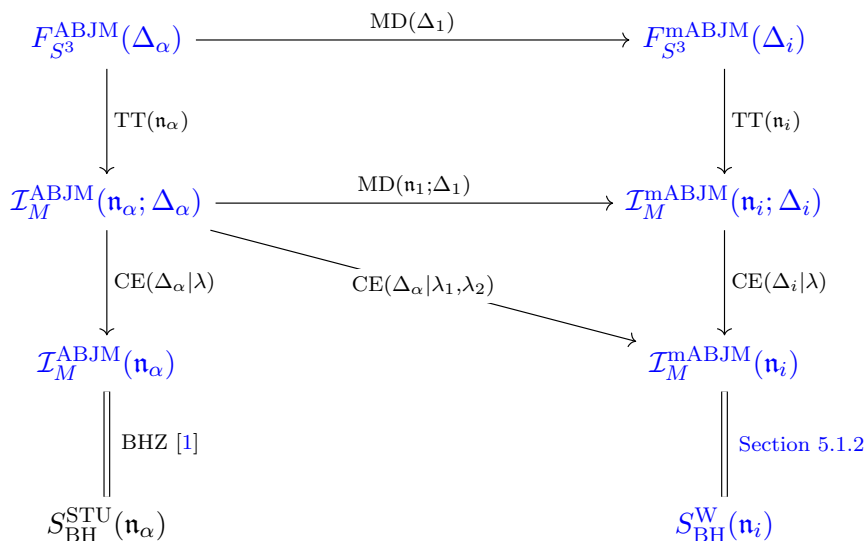 F_{S^3}^{ABJM}(Δ_α) MD(Δ_1) F_{S^3}^{mABJM}(Δ_i)
TT(𝔫_α) TT(𝔫_i)
ℐ_M^{ABJM}(𝔫_α; Δ_α) MD(𝔫_1;Δ_1) ℐ_M^{mABJM}(𝔫_i; Δ_i)
CE(Δ_α|λ) CE(Δ_α|λ_1,λ_2) CE(Δ_i|λ)
ℐ_M^{ABJM}(𝔫_α) ℐ_M^{mABJM}(𝔫_i)
BHZ [1] Section 5.1.2
S_{BH}^{STU}(𝔫_α) S_{BH}^{W}(𝔫_i)